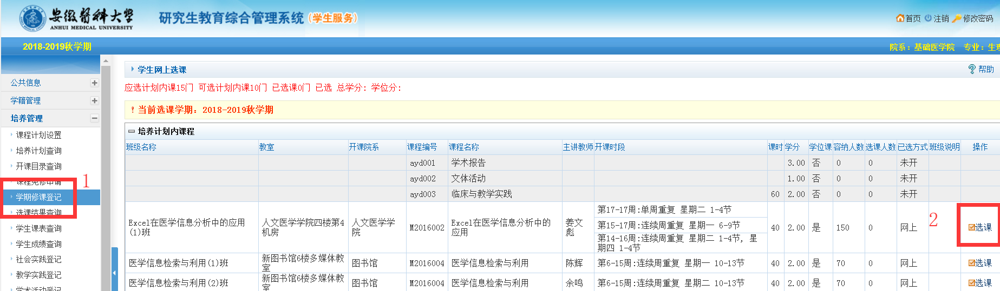 安徽医科大学
ANHUI MEDICAL UNIVERSITY
研究生教育综合管理系统 (学生服务)
首页 注销 修改密码
2018-2019秋学期
院系：基础医学院 专业：生理
公共信息
学籍管理
培养管理
课程计划设置
培养计划查询
开课目录查询
课程免修申请
1
学期修课登记
选课结果查询
学生课表查询
学生成绩查询
社会实践登记
教学实践登记
学术活动登记
学生网上选课
帮助
应选计划内课15门 可选计划内课10门 已选课0门 已选 总学分: 学位分:
! 当前选课学期: 2018-2019秋学期
培养计划内课程
班级名称 教室 开课院系 课程编号 课程名称 主讲教师 开课时段 课时 学分 学位课 容纳人数 选课人数 已选方式 班级说明 操作
ayd001 学术报告 3.00 否 0 0 未开
ayd002 文体活动 1.00 否 0 0 未开
ayd003 临床与教学实践 60 2.00 否 0 0 未开
Excel在医学信息分析中的应用
(1)班
人文医学学院四楼第4
机房
人文医学学
院
M2016002
Excel在医学信息分析中的
应用
姜文
彪
第17-17周:单周重复 星期二 1-4节
第15-17周:连续周重复 星期一 6-9节
第14-16周:连续周重复 星期二 1-4节, 星
期四 1-4节
40 2.00 是 150 0 网上
2
选课
医学信息检索与利用(1)班
新图书馆6楼多媒体教
室
图书馆 M2016004 医学信息检索与利用 陈辉 第6-15周:连续周重复 星期一 10-13节 40 2.00 是 70 0 网上 选课
医学信息检索与利用(2)班
新图书馆6楼多媒体教
室
图书馆 M2016004 医学信息检索与利用 余鸣 第6-15周:连续周重复 星期二 10-13节 40 2.00 是 70 0 网上 选课